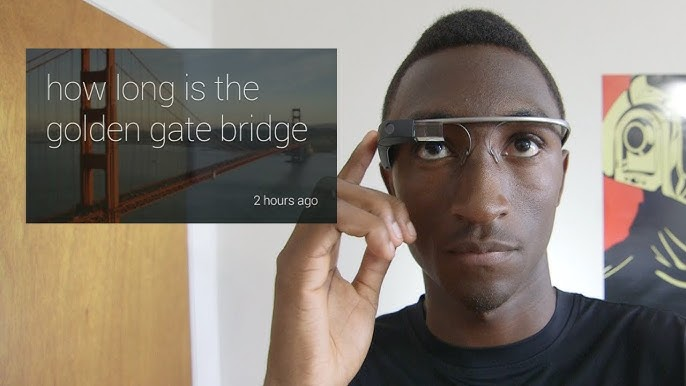 how long is the
golden gate bridge
2 hours ago